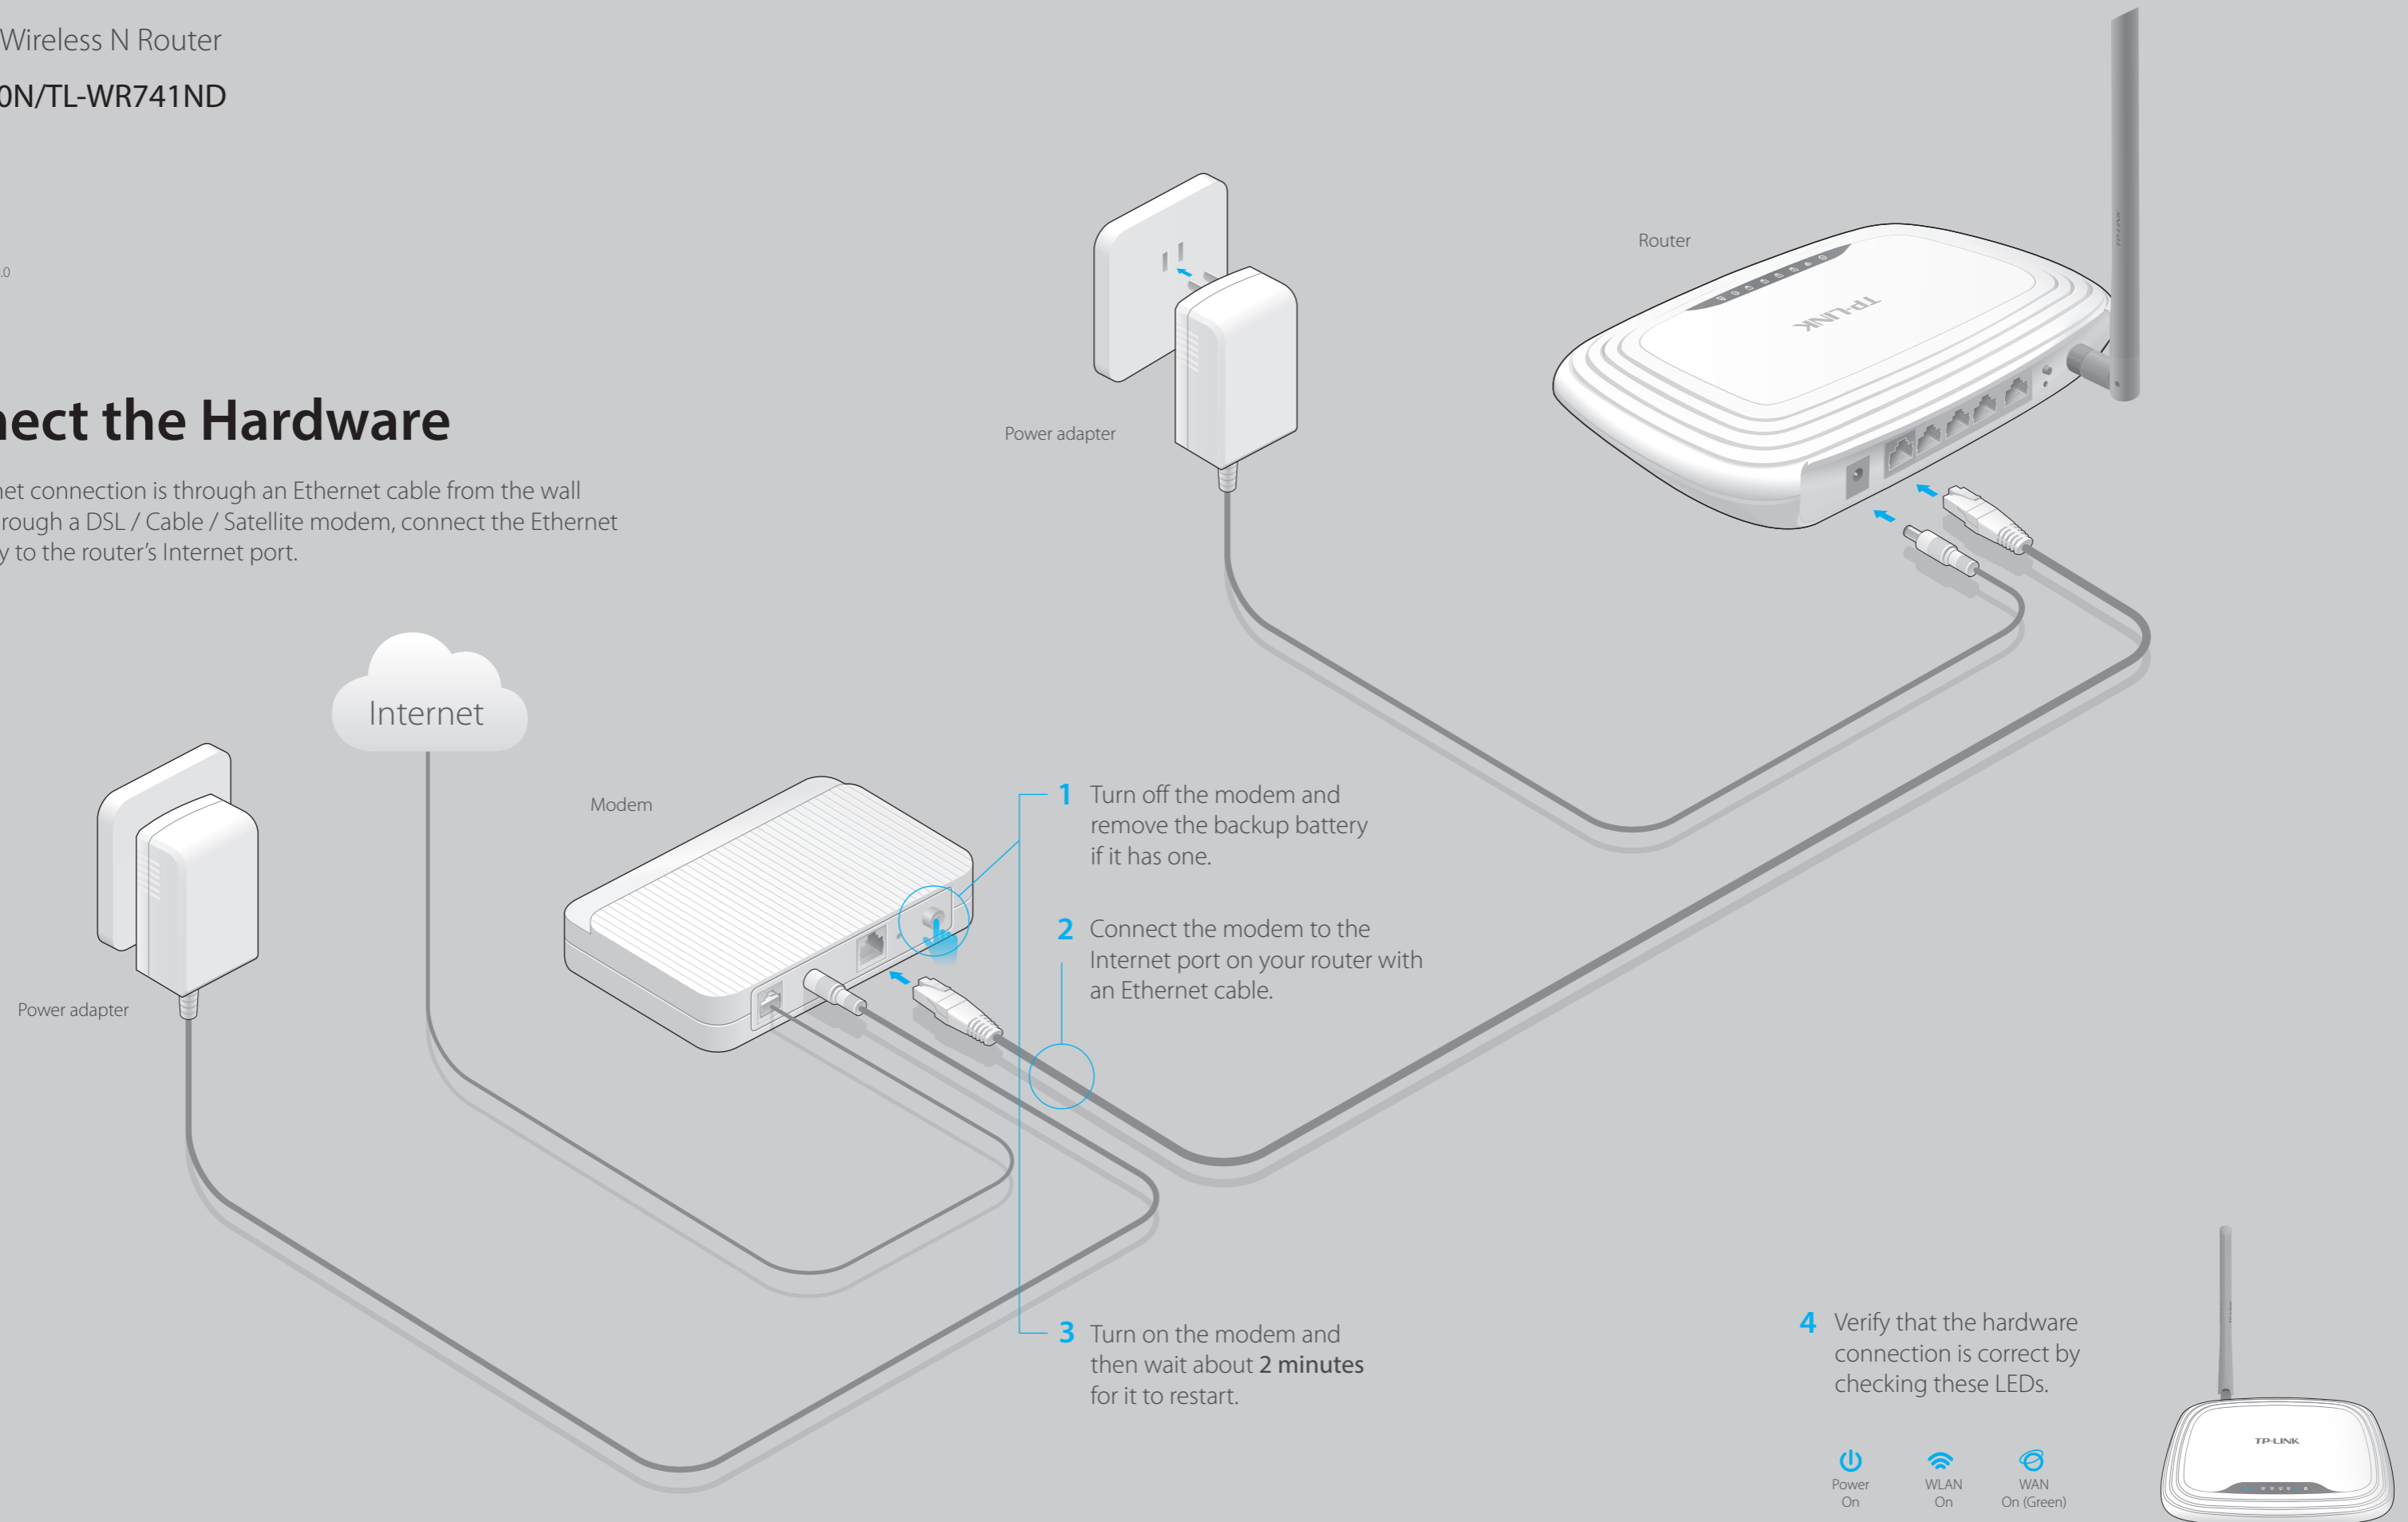 Wireless N Router
0N/TL-WR741ND
.0
nect the Hardware
net connection is through an Ethernet cable from the wall
hrough a DSL / Cable / Satellite modem, connect the Ethernet
y to the router’s Internet port.
Router
TP-LINK
Power adapter
Internet
Modem
1 Turn off the modem and
remove the backup battery
if it has one.
2 Connect the modem to the
Internet port on your router with
an Ethernet cable.
Power adapter
3 Turn on the modem and
then wait about 2 minutes
for it to restart.
4 Verify that the hardware
connection is correct by
checking these LEDs.
Power
On
WLAN
On
WAN
On (Green)
TP-LINK